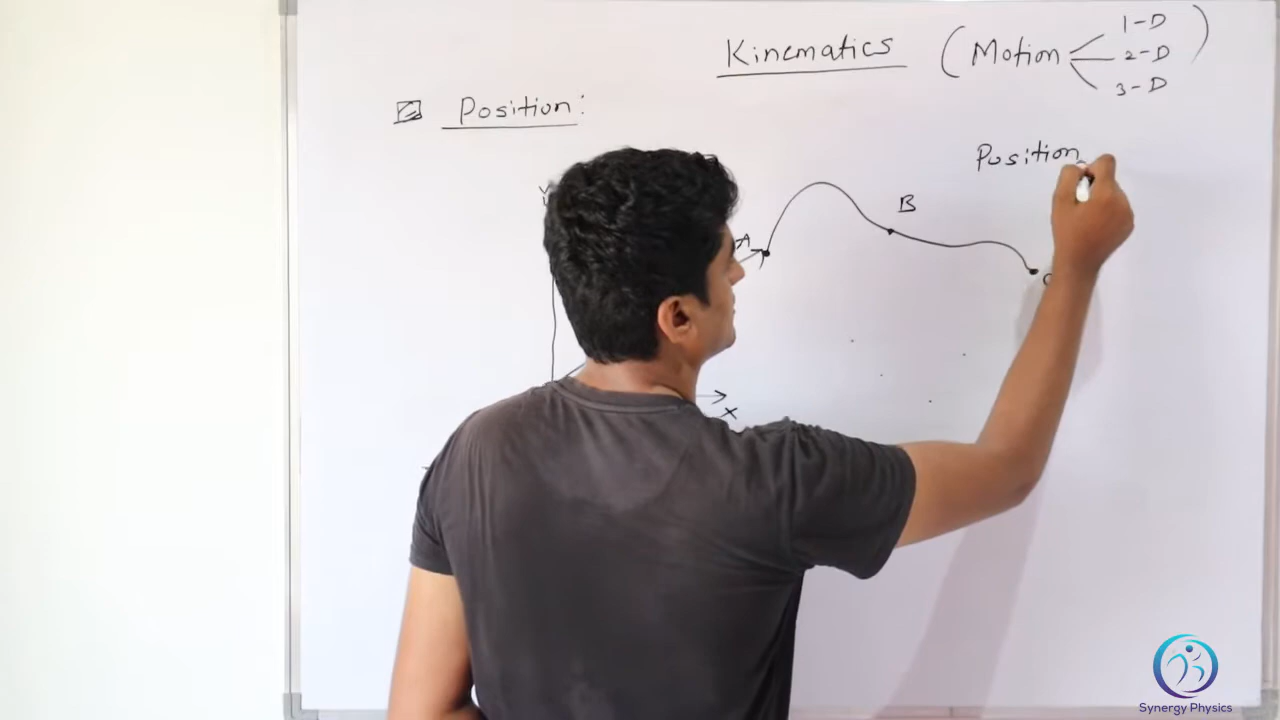 Kinematics (Motion
1-D
2-D
3-D )
Position:
Position
Y
A
B
C
X
Synergy Physics